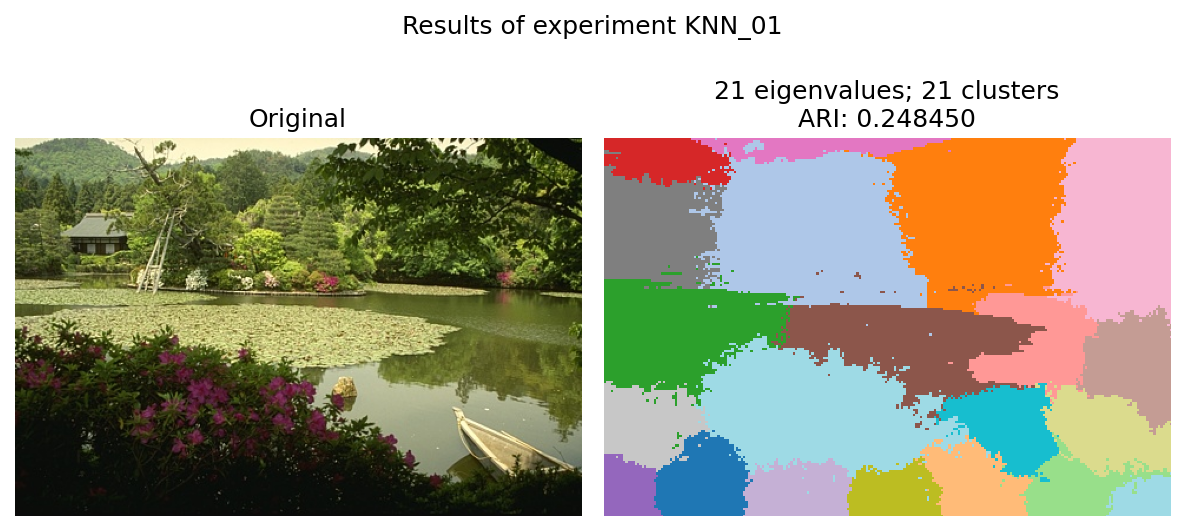 Results of experiment KNN_01
Original
21 eigenvalues; 21 clusters
ARI: 0.248450